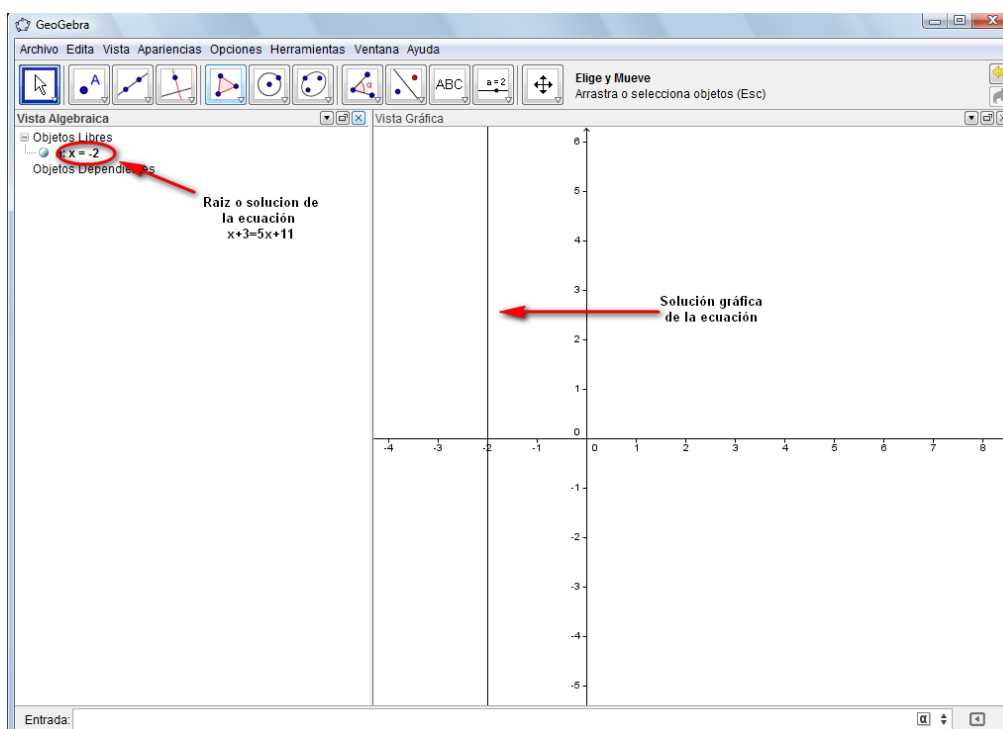 GeoGebra
Archivo Edita Vista Apariencias Opciones Herramientas Ventana Ayuda
A
α
ABC
a=2
Elige y Mueve
Arrastra o selecciona objetos (Esc)
Vista Algebraica
Vista Gráfica
Objetos Libres
x = -2
Objetos Dependientes
Raiz o solucion de
la ecuación
x+3=5x+11
Solución gráfica
de la ecuación
6
5
4
3
2
1
0
-4 -3 -2 -1 0 1 2 3 4 5 6 7 8
-1
-2
-3
-4
-5
Entrada:
α